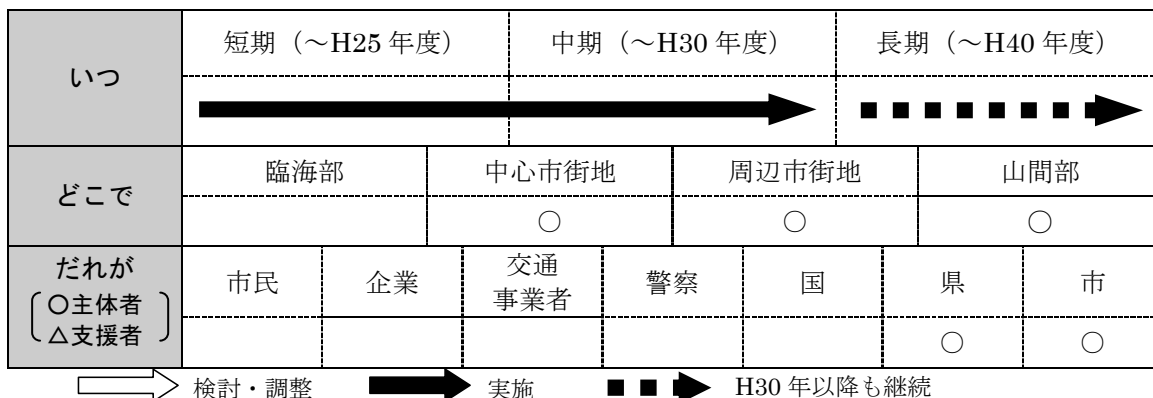 いつ
短期（～H25 年度）
中期（～H30 年度）
長期（～H40 年度）
どこで
臨海部
中心市街地
周辺市街地
山間部
○
○
○
だれが
○主体者
△支援者
市民
企業
交通
事業者
警察
国
県
市
○
○
検討・調整
実施
H30 年以降も継続